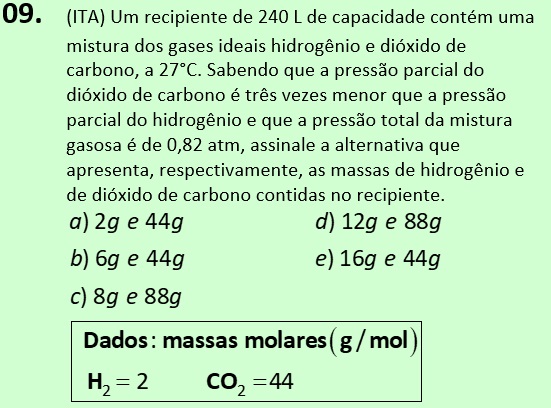 09. (ITA) Um recipiente de 240 L de capacidade contém uma
mistura dos gases ideais hidrogênio e dióxido de
carbono, a 27°C. Sabendo que a pressão parcial do
dióxido de carbono é três vezes menor que a pressão
parcial do hidrogênio e que a pressão total da mistura
gasosa é de 0,82 atm, assinale a alternativa que
apresenta, respectivamente, as massas de hidrogênio e
de dióxido de carbono contidas no recipiente.
a) 2g e 44g
b) 6g e 44g
c) 8g e 88g
d) 12g e 88g
e) 16g e 44g
Dados: massas molares(g/mol)
H₂ = 2 CO₂ =44